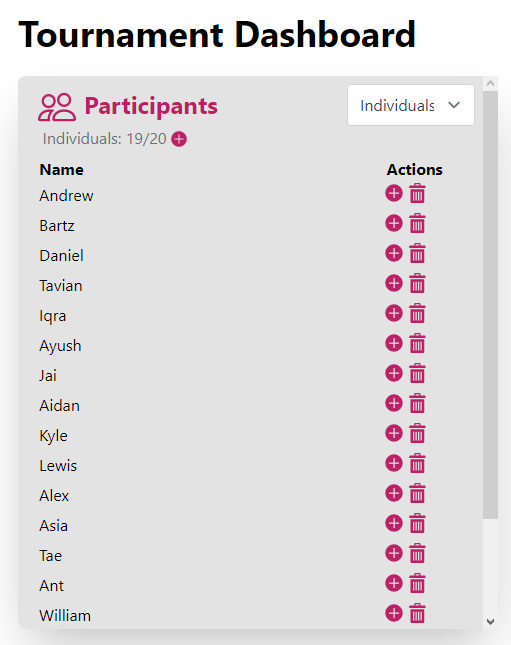 Tournament Dashboard
Participants
Individuals
Individuals: 19/20
Name Actions
Andrew
Bartz
Daniel
Tavian
Iqra
Ayush
Jai
Aidan
Kyle
Lewis
Alex
Asia
Tae
Ant
William